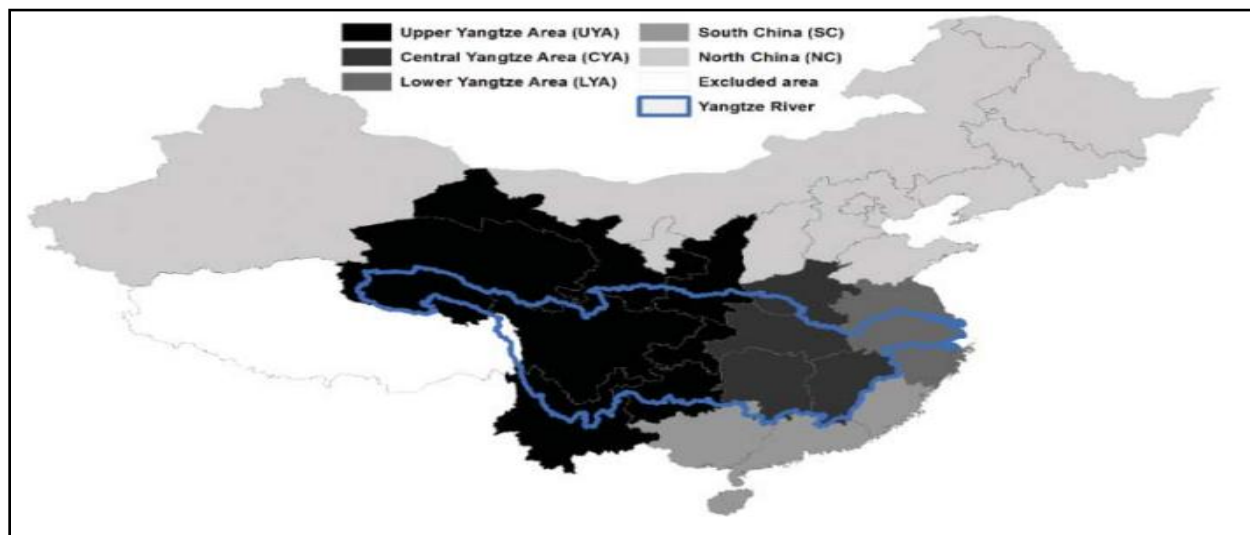 Upper Yangtze Area (UYA)
Central Yangtze Area (CYA)
Lower Yangtze Area (LYA)
South China (SC)
North China (NC)
Excluded area
Yangtze River